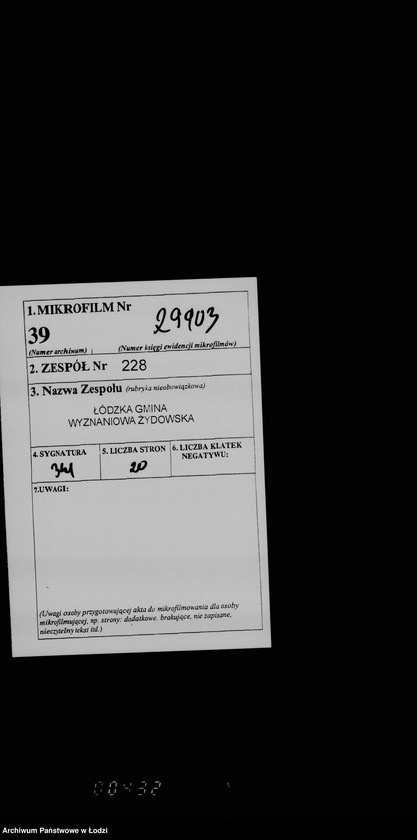 1. MIKROFILM Nr
39 29903
(Numer archiwum) (Numer księgi ewidencji mikrofilmów)
2. ZESPÓŁ Nr 228
3. Nazwa Zespołu (rubryka nieobowiązkowa)
ŁÓDZKA GMINA
WYZNANIOWA ŻYDOWSKA
4. SYGNATURA 5. LICZBA STRON 6. LICZBA KLATEK
NEGATYWU:
341 20
7.UWAGI:
(Uwagi osoby przygotowującej akta do mikrofilmowania dla osoby
mikrofilmującej, np. strony: dodatkowe, brakujące, nie zapisane,
nieczytelny tekst itd.)
00432
Archiwum Państwowe w Łodzi